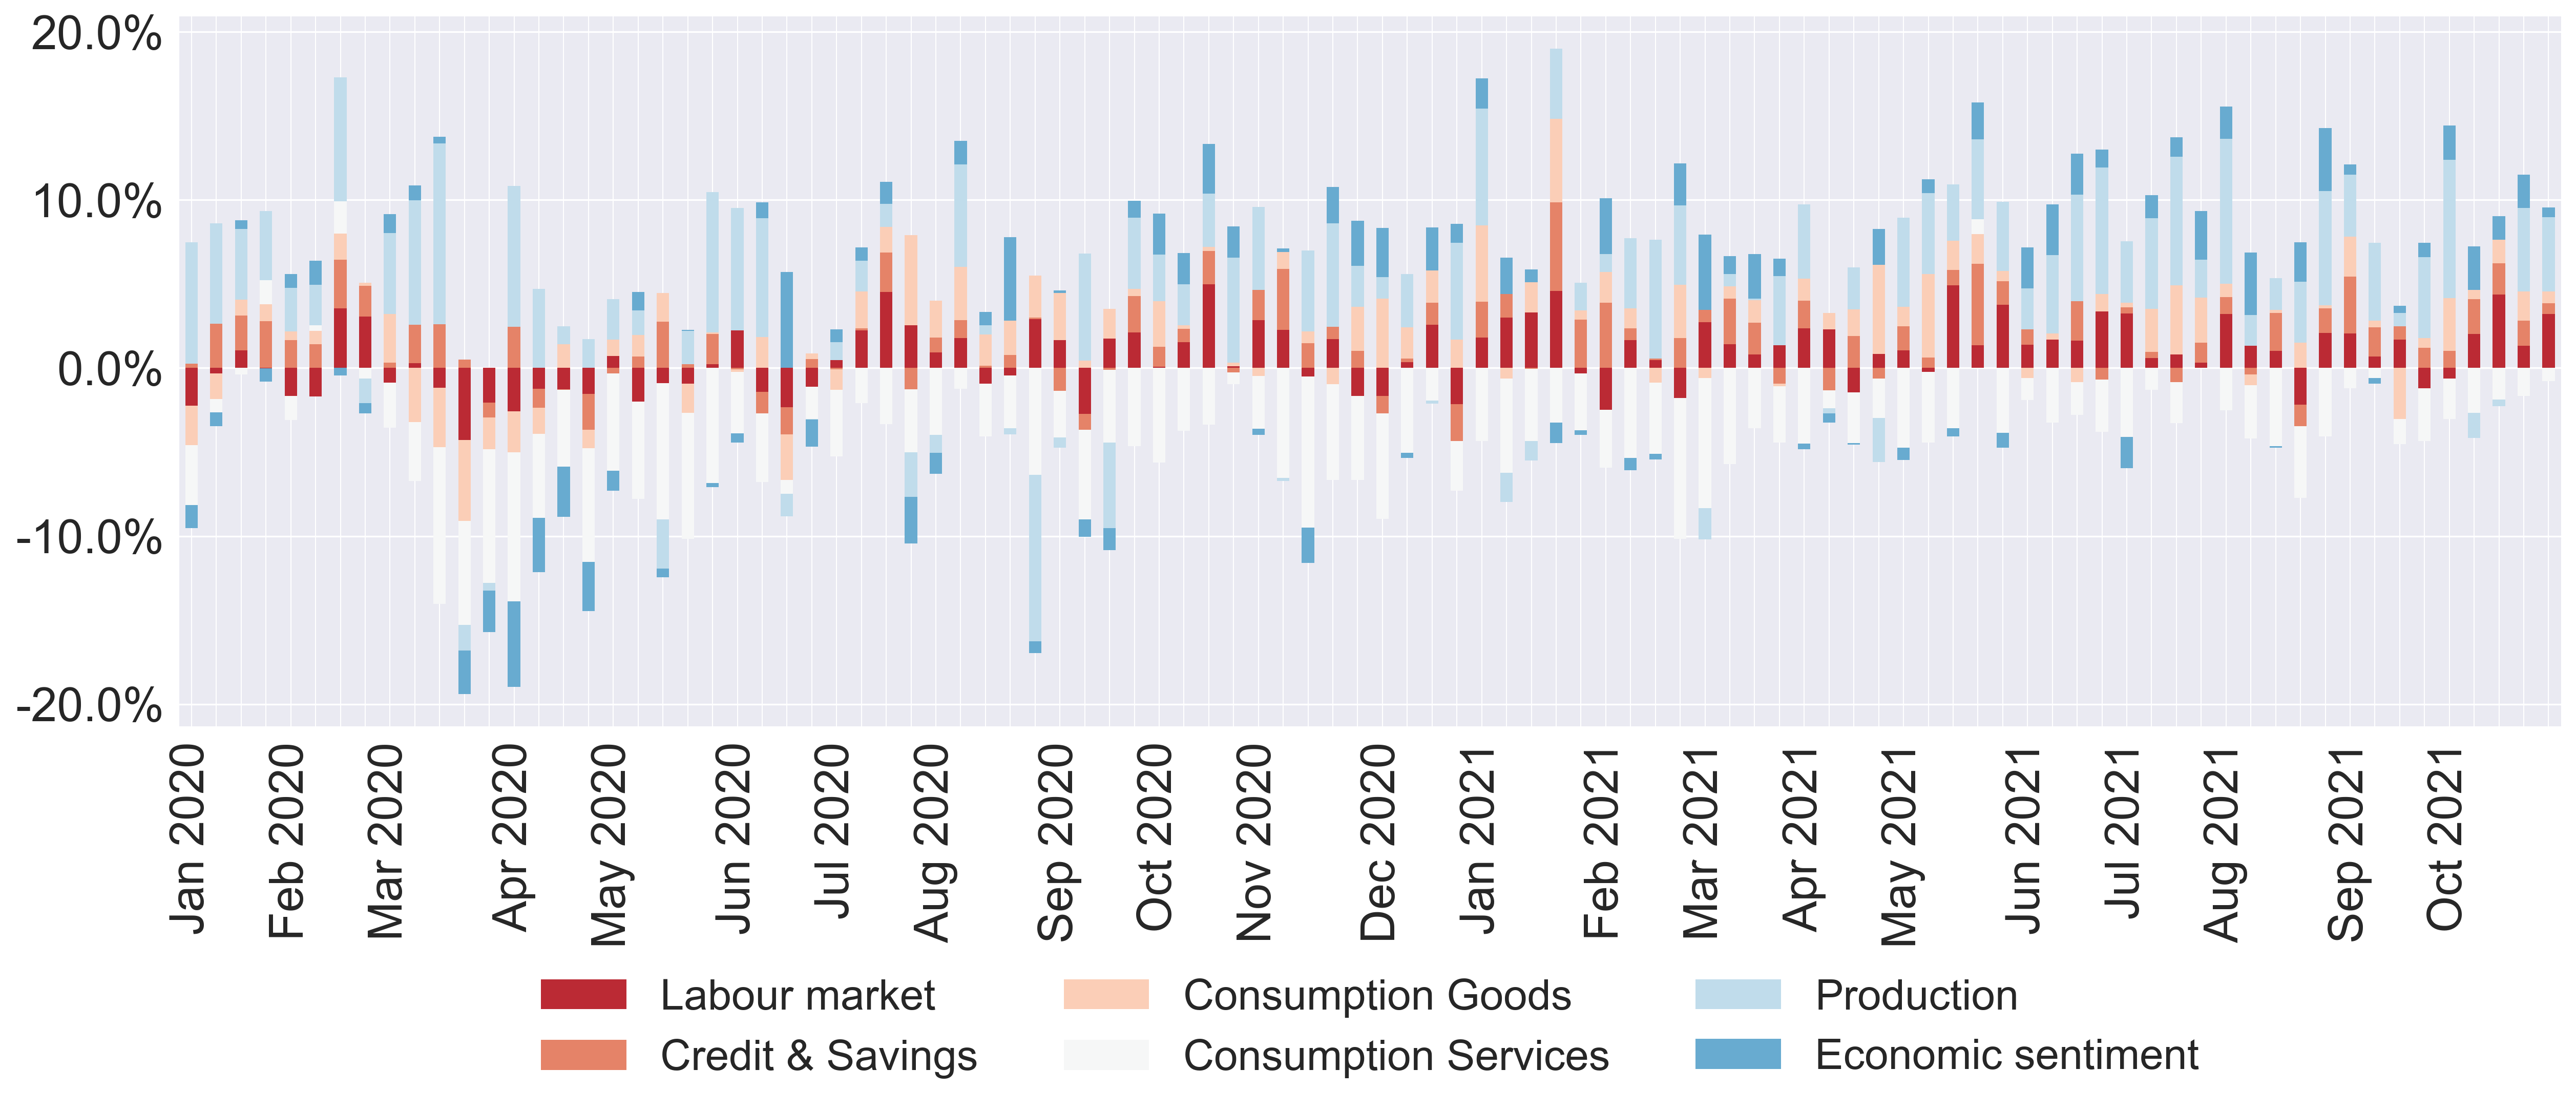 20.0%
10.0%
0.0%
-10.0%
-20.0%
Jan 2020
Feb 2020
Mar 2020
Apr 2020
May 2020
Jun 2020
Jul 2020
Aug 2020
Sep 2020
Oct 2020
Nov 2020
Dec 2020
Jan 2021
Feb 2021
Mar 2021
Apr 2021
May 2021
Jun 2021
Jul 2021
Aug 2021
Sep 2021
Oct 2021
Labour market
Consumption Goods
Production
Credit & Savings
Consumption Services
Economic sentiment